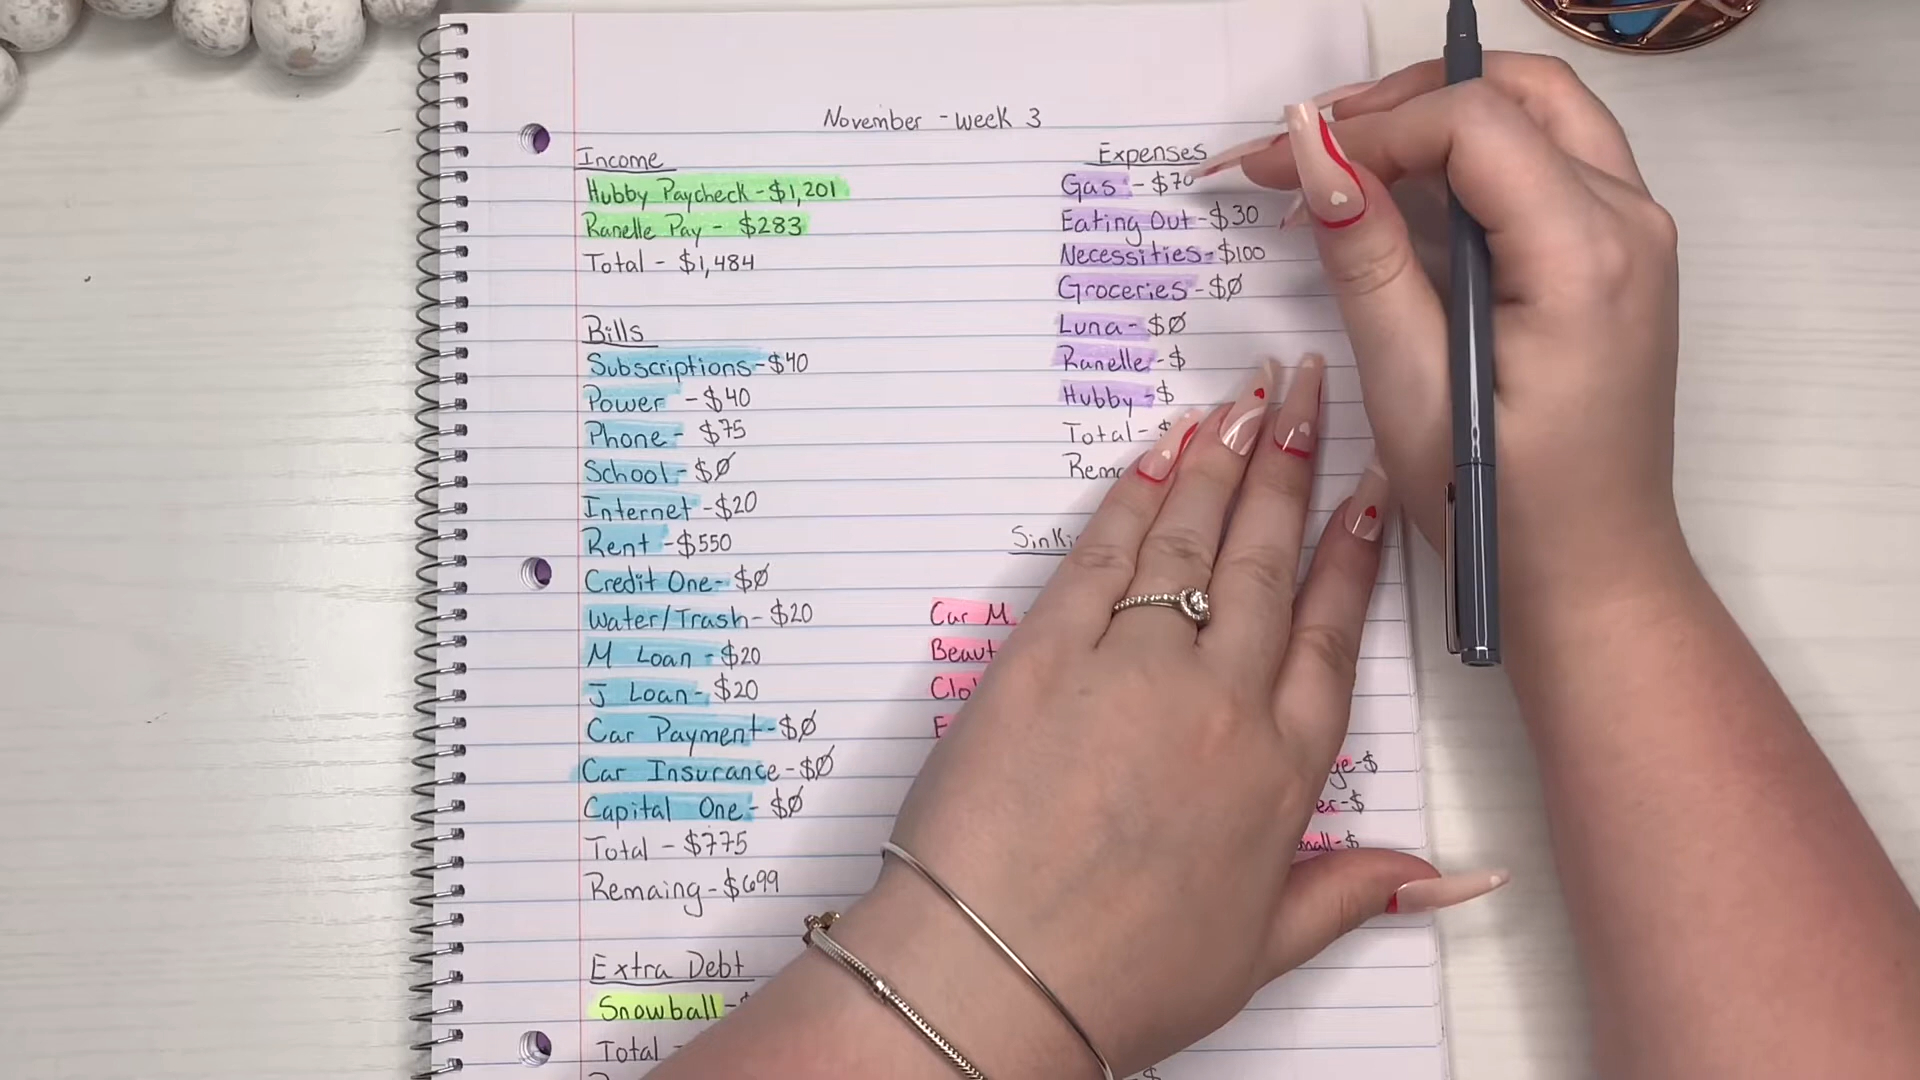 November - week 3
Income
Hubby Paycheck - $1,201
Ranelle Pay - $283
Total - $1,484
Bills
Subscriptions - $40
Power - $40
Phone - $75
School - $0
Internet - $20
Rent - $550
Credit One - $0
Water/Trash - $20
M Loan - $20
J Loan - $20
Car Payment - $0
Car Insurance - $0
Capital One - $0
Total - $775
Remaing - $699
Extra Debt
Snowball - $
Total -
Expenses
Gas - $70
Eating Out - $30
Necessities - $100
Groceries - $0
Luna - $0
Ranelle - $
Hubby - $
Total - $
Car M